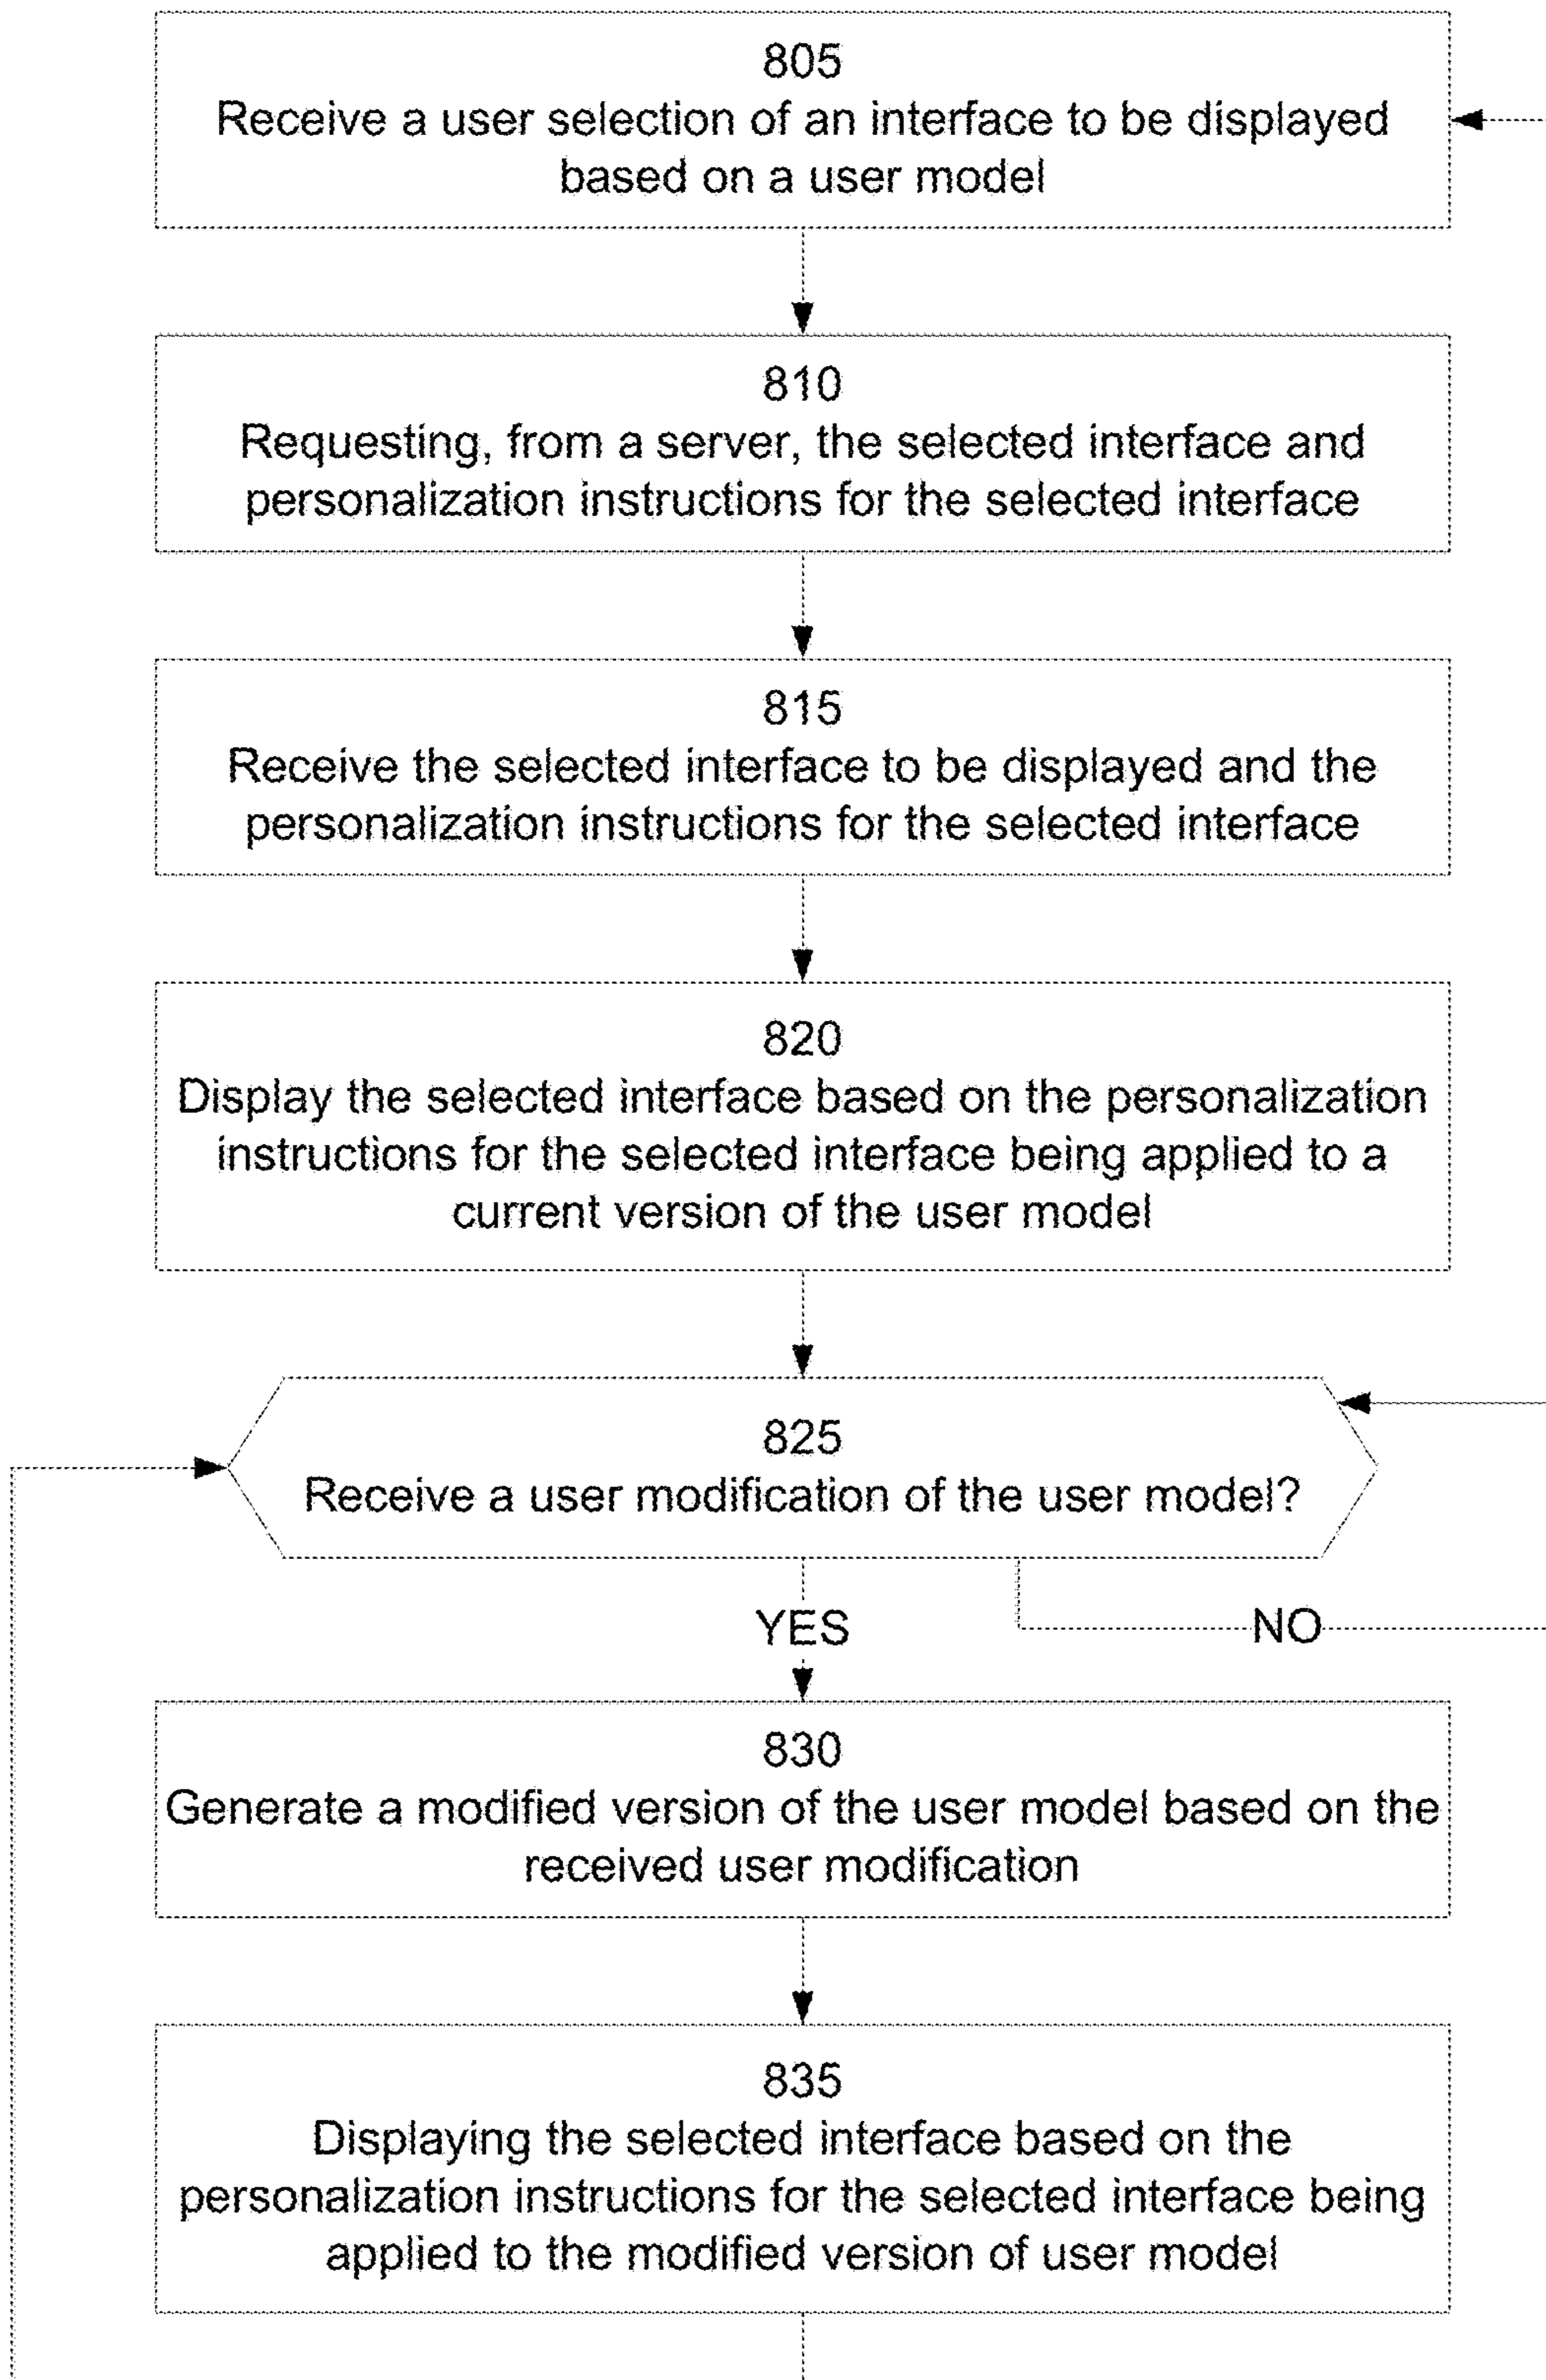 805
Receive a user selection of an interface to be displayed
based on a user model
810
Requesting, from a server, the selected interface and
personalization instructions for the selected interface
815
Receive the selected interface to be displayed and the
personalization instructions for the selected interface
820
Display the selected interface based on the personalization
instructions for the selected interface being applied to a
current version of the user model
825
Receive a user modification of the user model?
YES
NO
830
Generate a modified version of the user model based on the
received user modification
835
Displaying the selected interface based on the
personalization instructions for the selected interface being
applied to the modified version of user model